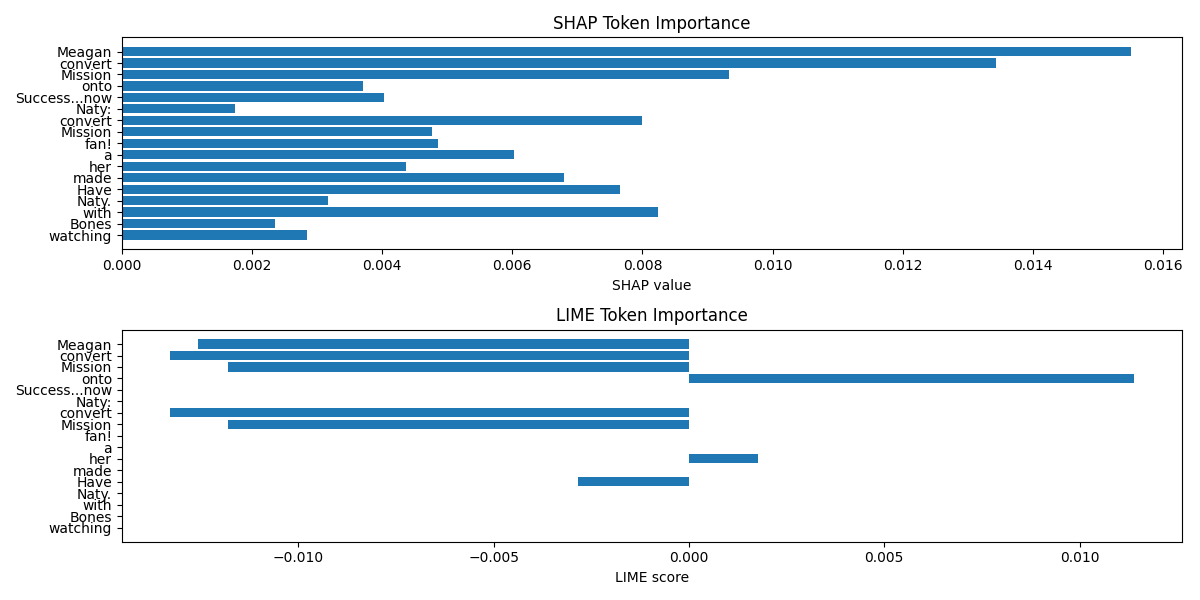 SHAP Token Importance
Meagan
convert
Mission
onto
Success...now
Naty:
convert
Mission
fan!
a
her
made
Have
Naty.
with
Bones
watching
0.000 0.002 0.004 0.006 0.008 0.010 0.012 0.014 0.016
SHAP value
LIME Token Importance
Meagan
convert
Mission
onto
Success...now
Naty:
convert
Mission
fan!
a
her
made
Have
Naty.
with
Bones
watching
−0.010 −0.005 0.000 0.005 0.010
LIME score